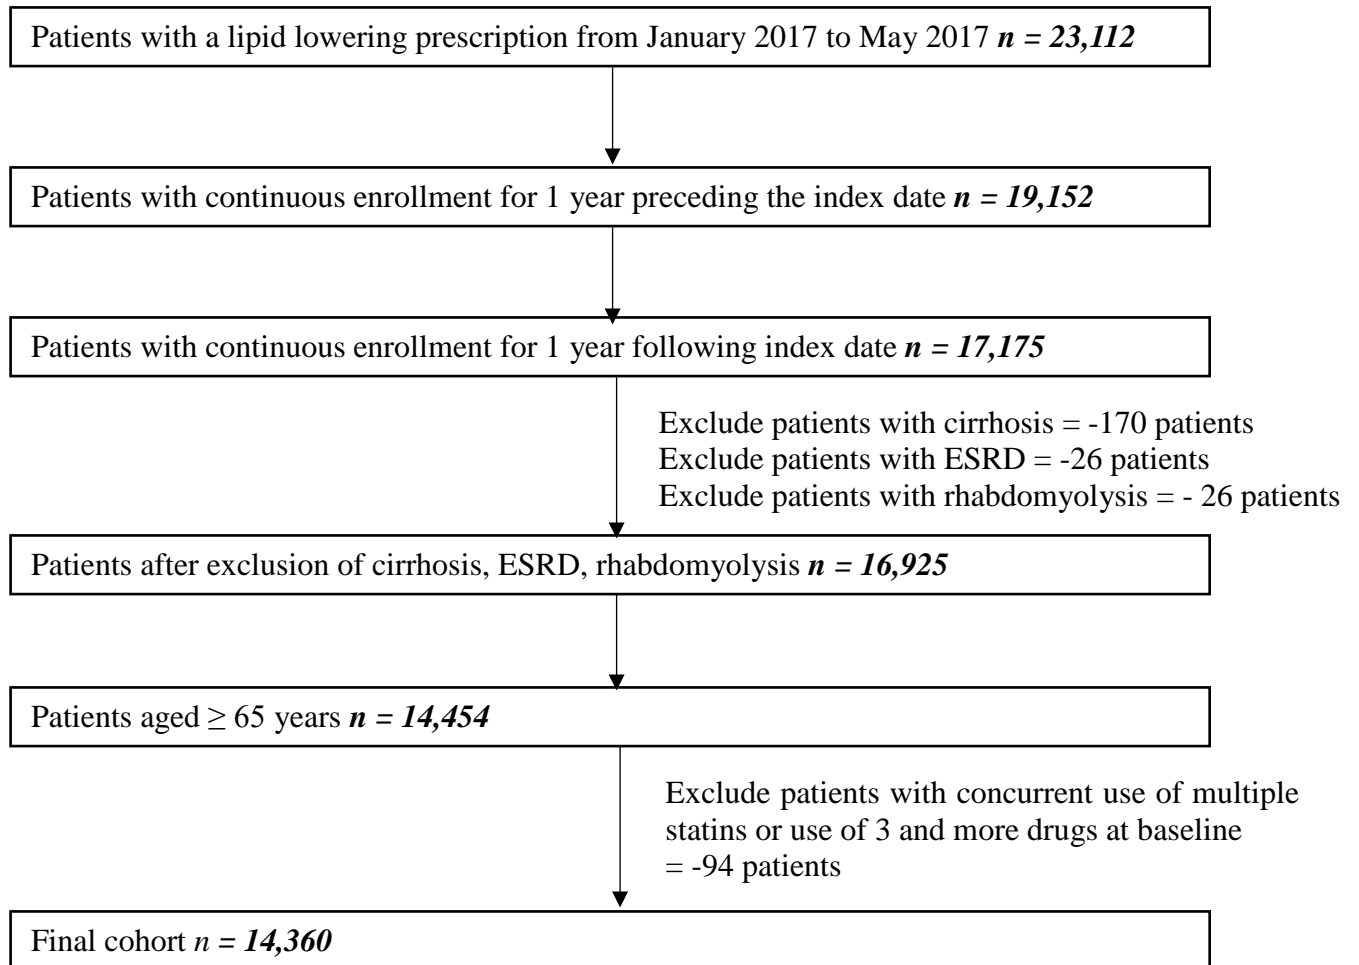 Patients with a lipid lowering prescription from January 2017 to May 2017 n = 23,112
Patients with continuous enrollment for 1 year preceding the index date n = 19,152
Patients with continuous enrollment for 1 year following index date n = 17,175
Exclude patients with cirrhosis = -170 patients
Exclude patients with ESRD = -26 patients
Exclude patients with rhabdomyolysis = - 26 patients
Patients after exclusion of cirrhosis, ESRD, rhabdomyolysis n = 16,925
Patients aged ≥ 65 years n = 14,454
Exclude patients with concurrent use of multiple
statins or use of 3 and more drugs at baseline
= -94 patients
Final cohort n = 14,360